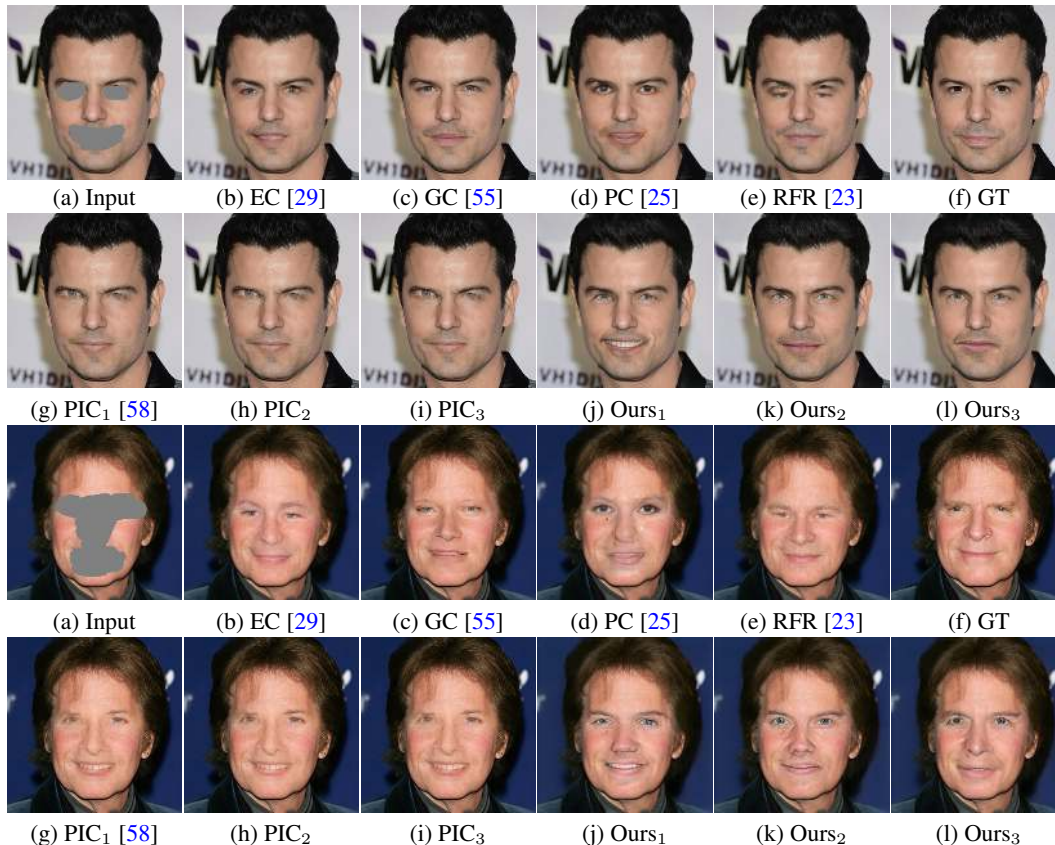 (a) Input (b) EC [29] (c) GC [55] (d) PC [25] (e) RFR [23] (f) GT
(g) PIC₁ [58] (h) PIC₂ (i) PIC₃ (j) Ours₁ (k) Ours₂ (l) Ours₃
(a) Input (b) EC [29] (c) GC [55] (d) PC [25] (e) RFR [23] (f) GT
(g) PIC₁ [58] (h) PIC₂ (i) PIC₃ (j) Ours₁ (k) Ours₂ (l) Ours₃